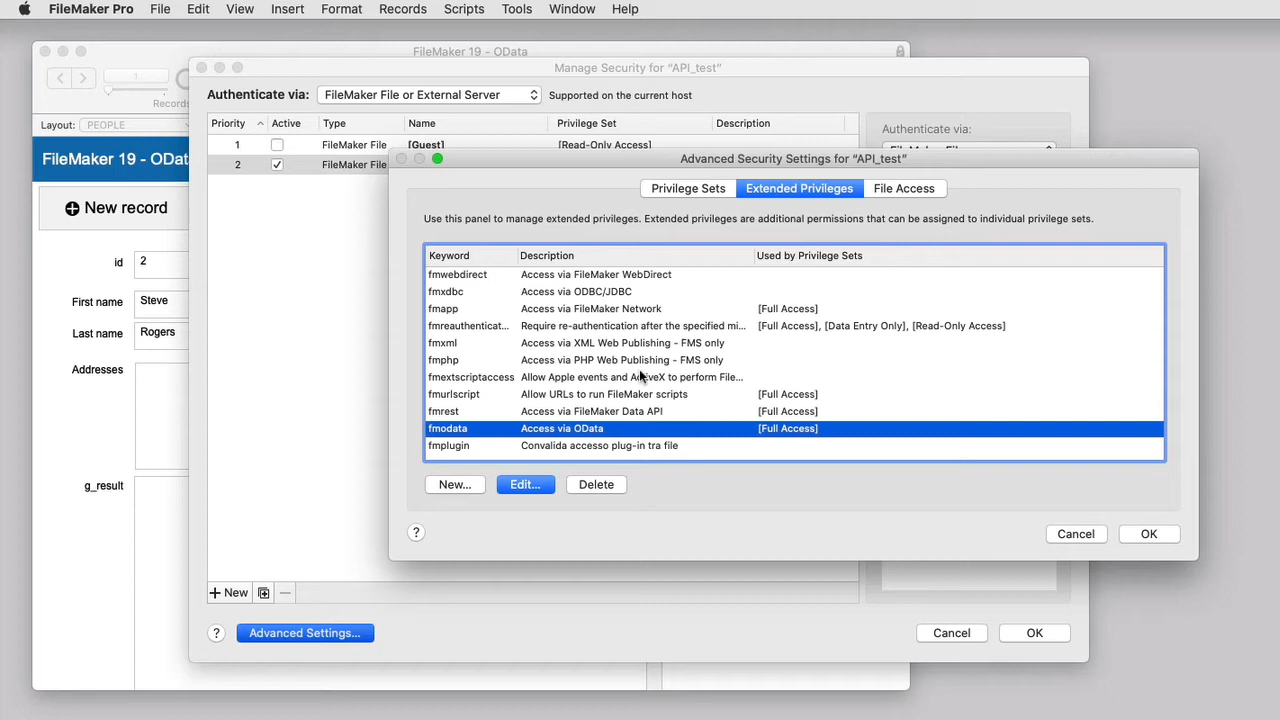 FileMaker Pro File Edit View Insert Format Records Scripts Tools Window Help
FileMaker 19 - OData
Manage Security for “API_test”
1
Authenticate via: FileMaker File or External Server Supported on the current host
Records
Layout: PEOPLE
Priority Active Type Name Privilege Set Description
Authenticate via:
1 FileMaker File [Guest] [Read-Only Access]
2 FileMaker File
Advanced Security Settings for “API_test”
FileMaker 19 - OData
Privilege Sets Extended Privileges File Access
New record
Use this panel to manage extended privileges. Extended privileges are additional permissions that can be assigned to individual privilege sets.
Keyword Description Used by Privilege Sets
id 2
fmwebdirect Access via FileMaker WebDirect
fmxdbc Access via ODBC/JDBC
First name Steve
fmapp Access via FileMaker Network [Full Access]
fmreauthenticat... Require re-authentication after the specified mi... [Full Access], [Data Entry Only], [Read-Only Access]
Last name Rogers
fmxml Access via XML Web Publishing - FMS only
fmphp Access via PHP Web Publishing - FMS only
Addresses
fmextscriptaccess Allow Apple events and ActiveX to perform File...
fmurlscript Allow URLs to run FileMaker scripts [Full Access]
fmrest Access via FileMaker Data API [Full Access]
fmodata Access via OData [Full Access]
fmplugin Convalida accesso plug-in tra file
g_result
New... Edit... Delete
?
Cancel OK
New
? Advanced Settings... Cancel OK